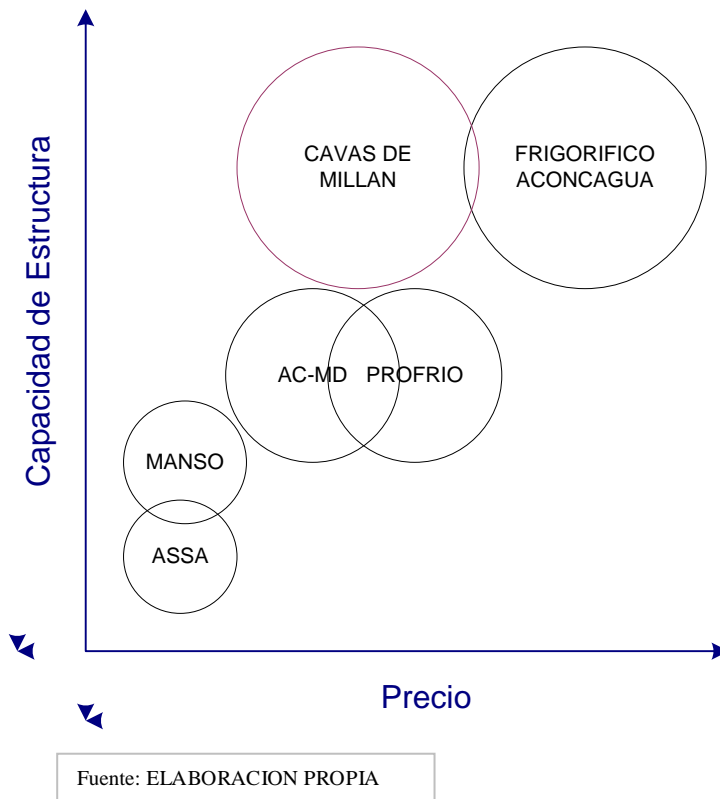 Capacidad de Estructura
CAVAS DE
MILLAN
FRIGORIFICO
ACONCAGUA
AC-MD
PROFRIO
MANSO
ASSA
Precio
Fuente: ELABORACION PROPIA